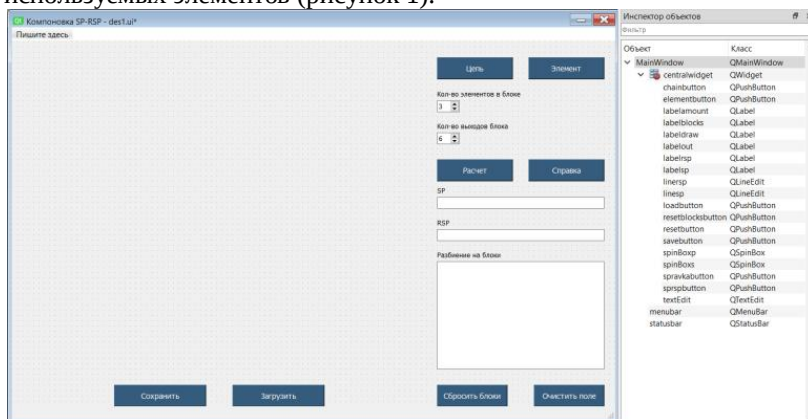 используемых элементов (рисунок 1).
Компоновка SP-RSP - des1.ui*
Пишите здесь
Цепь
Элемент
Кол-во элементов в блоке
3
Кол-во выходов блока
6
Расчет
Справка
SP
RSP
Разбиение на блоки
Сохранить
Загрузить
Сбросить блоки
Очистить поле
Инспектор объектов
Фильтр
Объект Класс
MainWindow QMainWindow
centralwidget QWidget
chainbutton QPushButton
elementbutton QPushButton
labelamount QLabel
labelblocks QLabel
labeldraw QLabel
labelout QLabel
labelrsp QLabel
labelsp QLabel
linersp QLineEdit
linesp QLineEdit
loadbutton QPushButton
resetblocksbutton QPushButton
resetbutton QPushButton
savebutton QPushButton
spinBoxp QSpinBox
spinBoxs QSpinBox
spravkabutton QPushButton
sprspbutton QPushButton
textEdit QTextEdit
menubar QMenuBar
statusbar QStatusBar